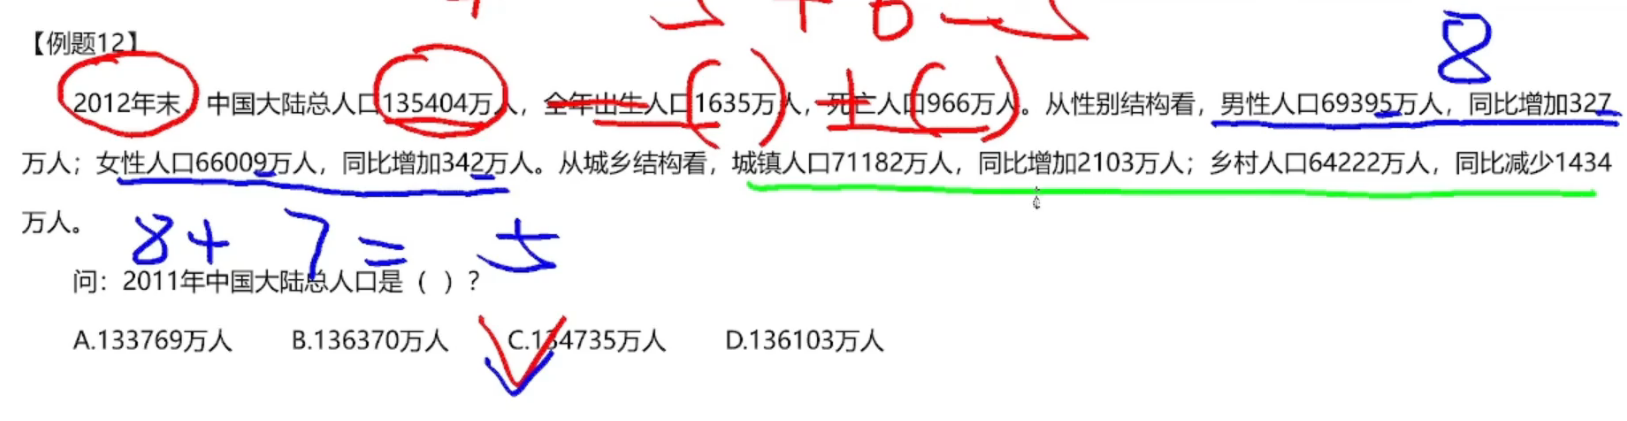 5 + 6 - 5
【例题12】
8
2012年末，中国大陆总人口135404万人，全年出生人口1635万人，死亡人口966万人。从性别结构看，男性人口69395万人，同比增加327
万人；女性人口66009万人，同比增加342万人。从城乡结构看，城镇人口71182万人，同比增加2103万人；乡村人口64222万人，同比减少1434
万人。
8 + 7 = 5
问：2011年中国大陆总人口是（ ）？
A.133769万人 B.136370万人 C.134735万人 D.136103万人